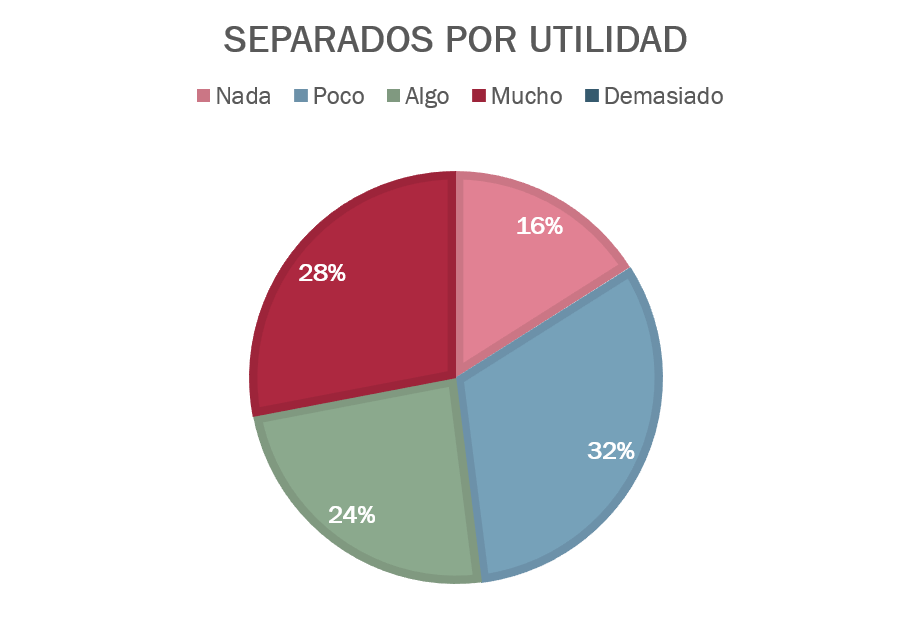 SEPARADOS POR UTILIDAD
Nada Poco Algo Mucho Demasiado
16%
28%
32%
24%